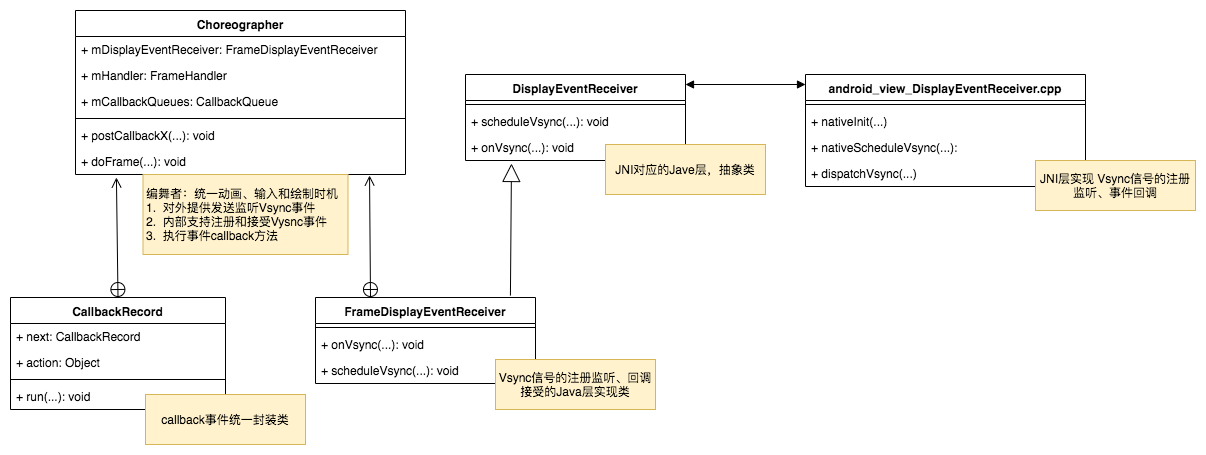 Choreographer
+ mDisplayEventReceiver: FrameDisplayEventReceiver
+ mHandler: FrameHandler
+ mCallbackQueues: CallbackQueue
+ postCallbackX(...): void
+ doFrame(...): void
编舞者：统一动画、输入和绘制时机
1. 对外提供发送监听Vsync事件
2. 内部支持注册和接受Vysnc事件
3. 执行事件callback方法
DisplayEventReceiver
+ scheduleVsync(...): void
+ onVsync(...): void
JNI对应的Jave层，抽象类
android_view_DisplayEventReceiver.cpp
+ nativeInit(...)
+ nativeScheduleVsync(...):
+ dispatchVsync(...)
JNI层实现 Vsync信号的注册
监听、事件回调
CallbackRecord
+ next: CallbackRecord
+ action: Object
+ run(...): void
callback事件统一封装类
FrameDisplayEventReceiver
+ onVsync(...): void
+ scheduleVsync(...): void
Vsync信号的注册监听、回调
接受的Java层实现类